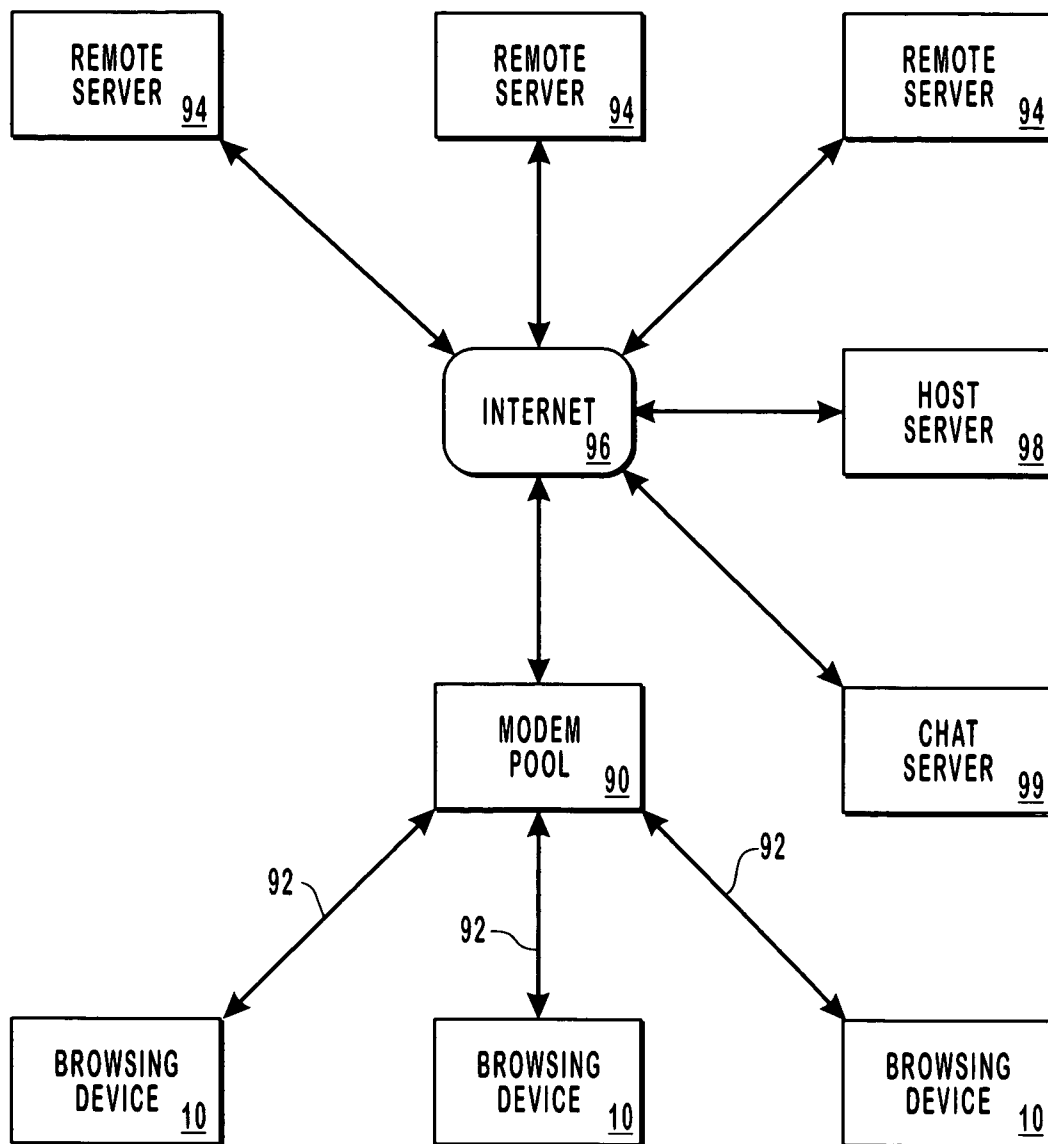 REMOTE
SERVER
94
REMOTE
SERVER
94
REMOTE
SERVER
94
INTERNET
96
HOST
SERVER
98
MODEM
POOL
90
CHAT
SERVER
99
92
92
92
BROWSING
DEVICE
10
BROWSING
DEVICE
10
BROWSING
DEVICE
10